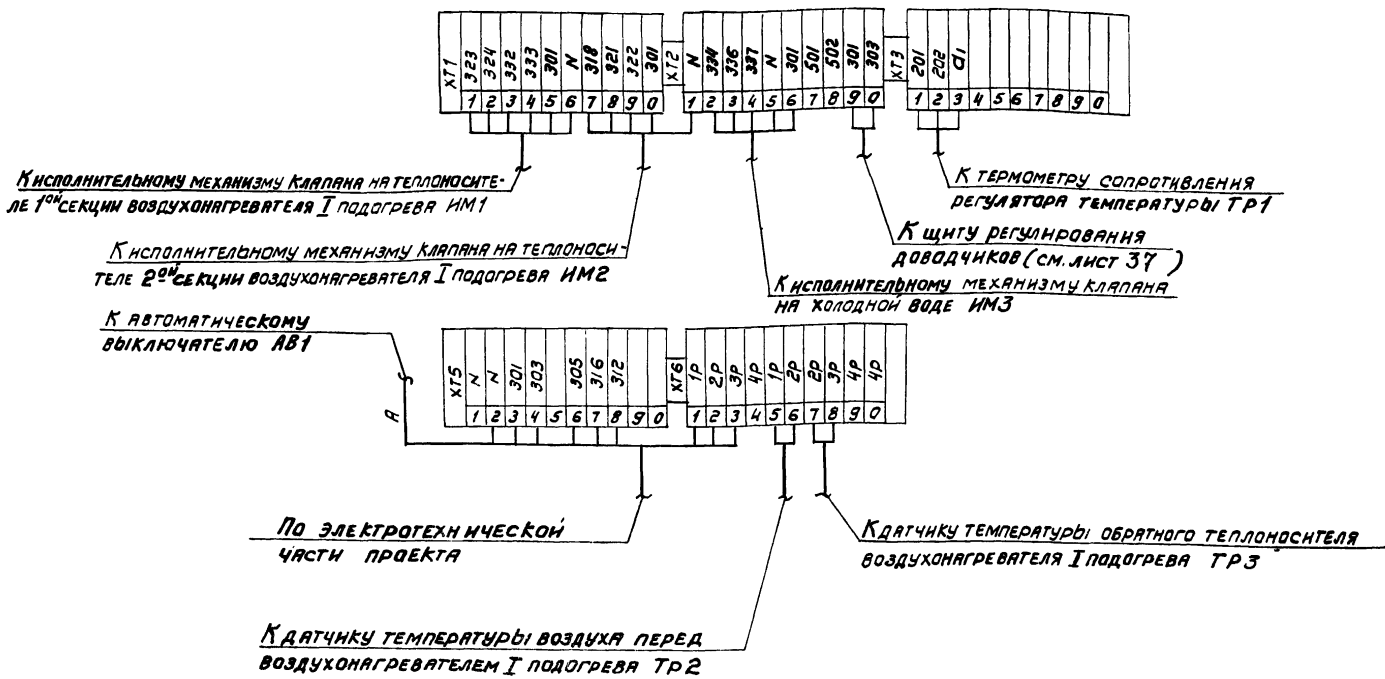 XT1 323 324 332 333 301 N 318 321 322 301 XT2 N 334 336 337 N 301 501 502 301 303 XT3 201 202 d1
1 2 3 4 5 6 7 8 9 0 1 2 3 4 5 6 7 8 9 0 1 2 3 4 5 6 7 8 9 0
К исполнительному механизму клапана на теплоносите-
ле 1ой секции воздухонагревателя I подогрева ИМ1
К исполнительному механизму клапана на теплоноси-
теле 2ой секции воздухонагревателя I подогрева ИМ2
К термометру сопротивления
регулятора температуры ТР1
К щиту регулирования
доводчиков (см. лист 37 )
К исполнительному механизму клапана
на холодной воде ИМ3
К автоматическому
выключателю АВ1
А
XT5 N N 301 303 305 316 312 XT6 1Р 2Р 3Р 4Р 1Р 2Р 2Р 3Р 4Р 4Р
1 2 3 4 5 6 7 8 9 0 1 2 3 4 5 6 7 8 9 0
По электротехнической
части проекта
К датчику температуры обратного теплоносителя
воздухонагревателя I подогрева ТР3
К датчику температуры воздуха перед
воздухонагревателем I подогрева Тр2